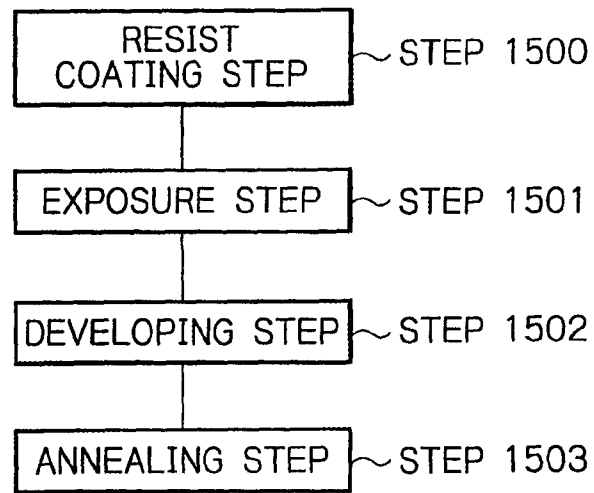 RESIST
COATING STEP
STEP 1500
EXPOSURE STEP
STEP 1501
DEVELOPING STEP
STEP 1502
ANNEALING STEP
STEP 1503